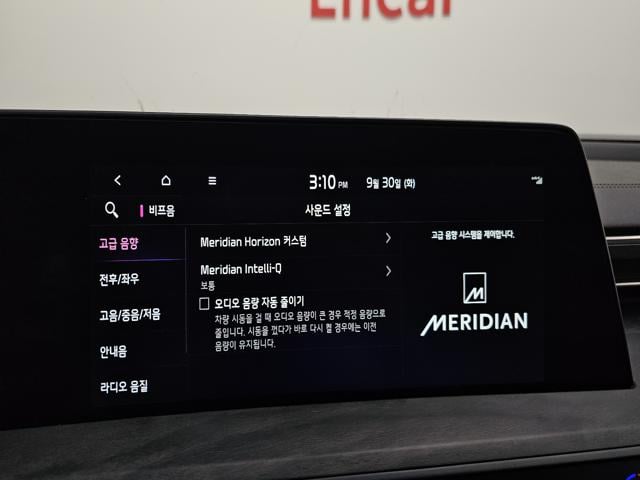 Encar
3:10 PM 9월 30일 (화)
비프음
사운드 설정
고급 음향
전후/좌우
고음/중음/저음
안내음
라디오 음질
Meridian Horizon 커스텀
Meridian Intelli-Q
보통
오디오 음량 자동 줄이기
차량 시동을 걸 때 오디오 음량이 큰 경우 적정 음량으로
줄입니다. 시동을 껐다가 바로 다시 켤 경우에는 이전
음량이 유지됩니다.
고급 음향 시스템을 제어합니다.
MERIDIAN